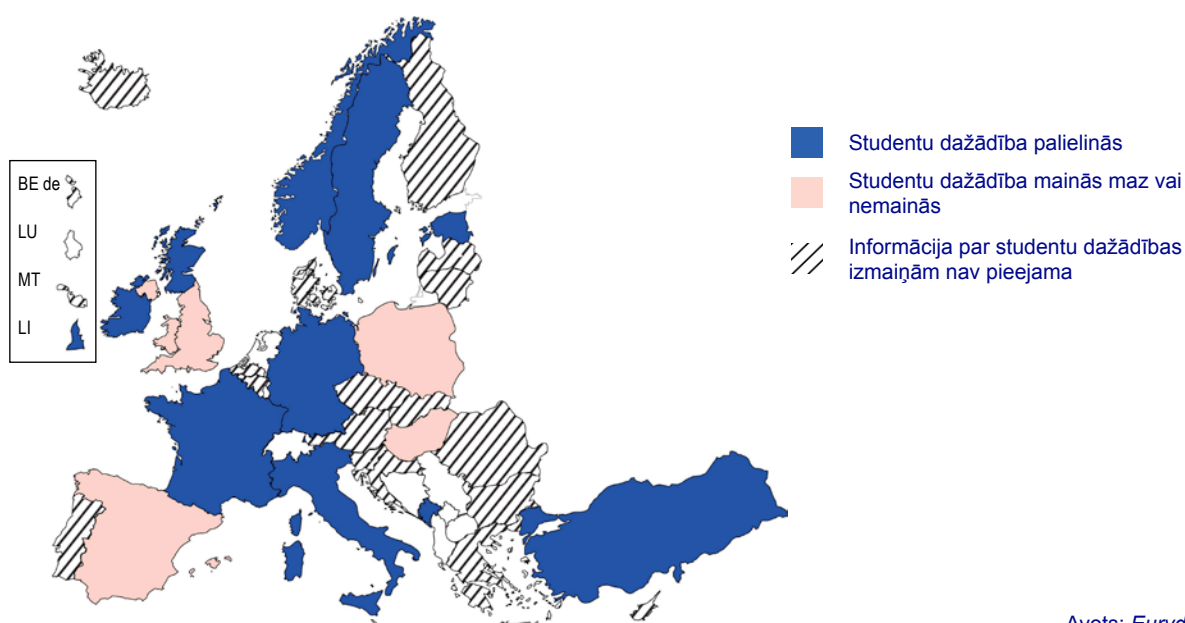 BE de
LU
MT
LI
Studentu dažādība palielinās
Studentu dažādība mainās maz vai
nemainās
Informācija par studentu dažādības
izmaiņām nav pieejama
Avots: